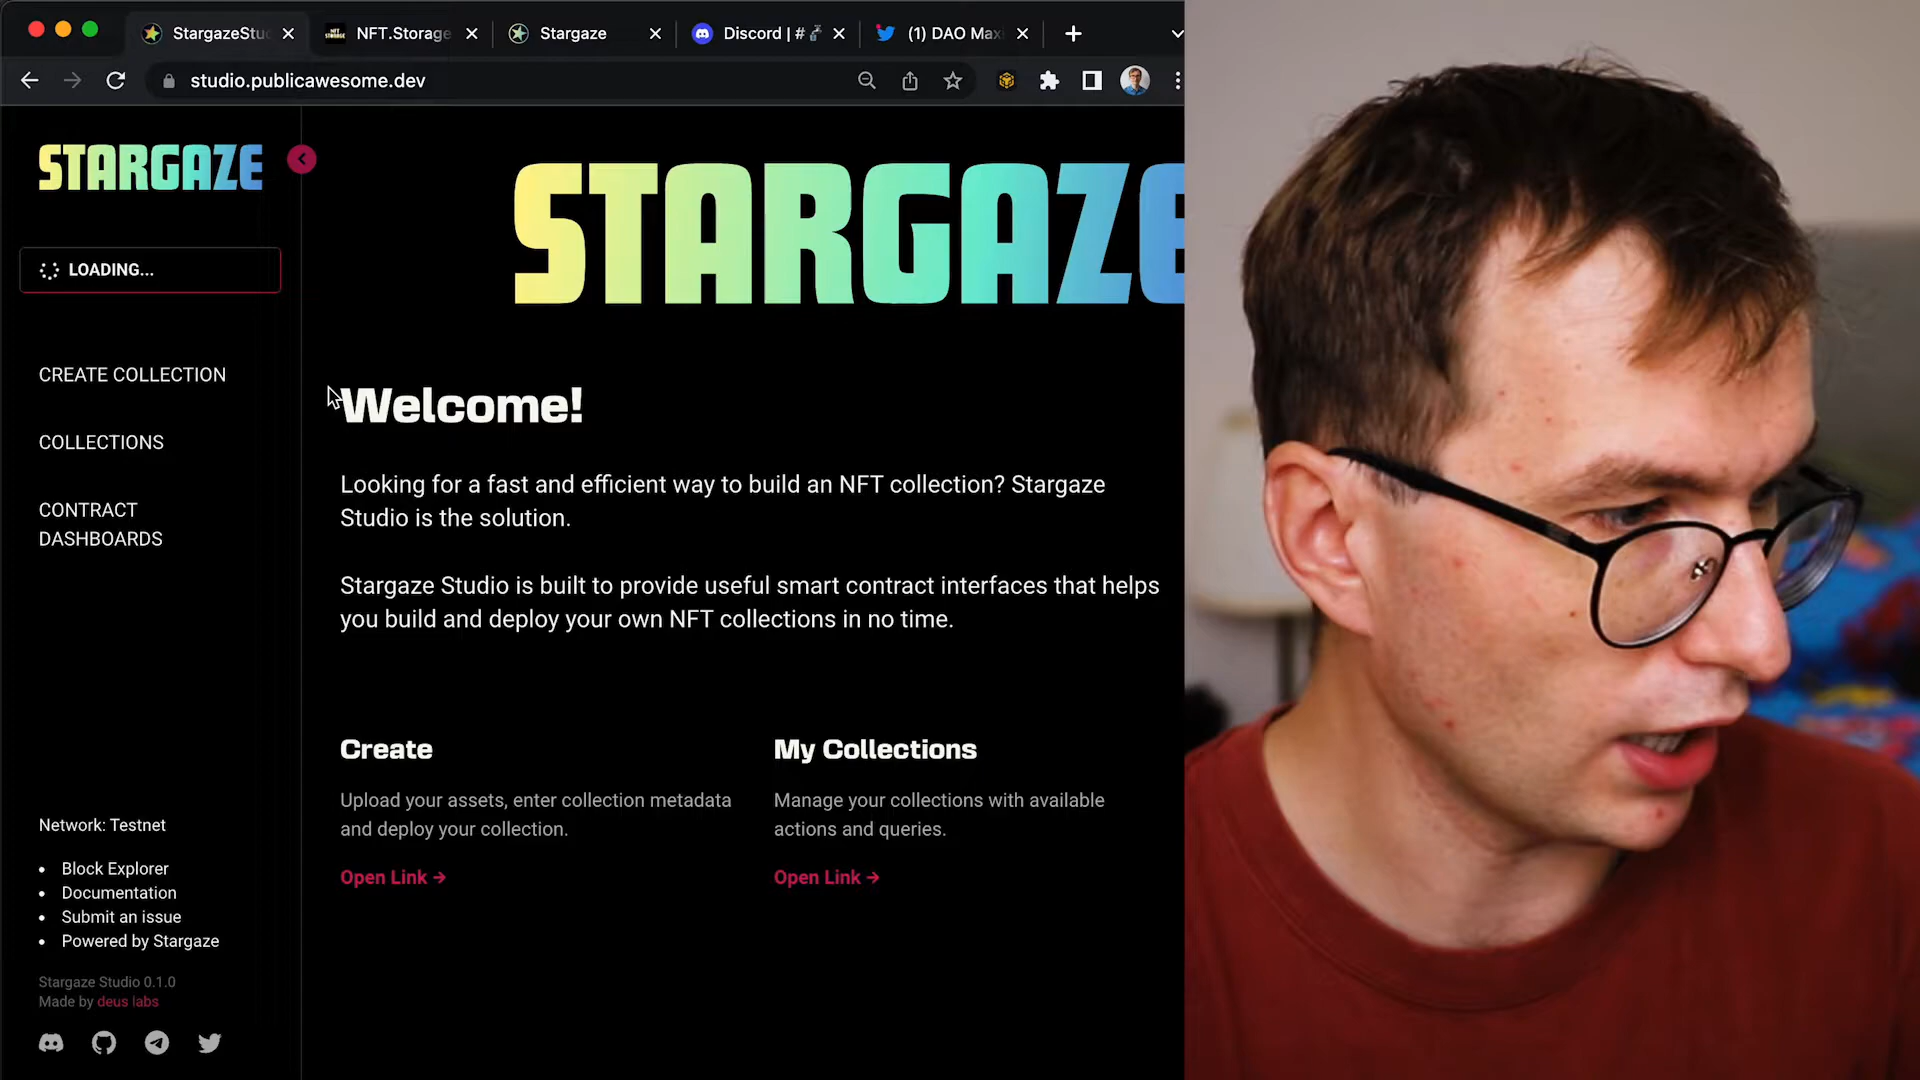 StargazeStu
NFT.Storage
Stargaze
Discord | #
(1) DAO Max
studio.publicawesome.dev
STARGAZE
STARGAZE
LOADING...
CREATE COLLECTION
COLLECTIONS
CONTRACT
DASHBOARDS
Welcome!
Looking for a fast and efficient way to build an NFT collection? Stargaze
Studio is the solution.
Stargaze Studio is built to provide useful smart contract interfaces that helps
you build and deploy your own NFT collections in no time.
Create
Upload your assets, enter collection metadata
and deploy your collection.
Open Link →
My Collections
Manage your collections with available
actions and queries.
Open Link →
Network: Testnet
• Block Explorer
• Documentation
• Submit an issue
• Powered by Stargaze
Stargaze Studio 0.1.0
Made by deus labs